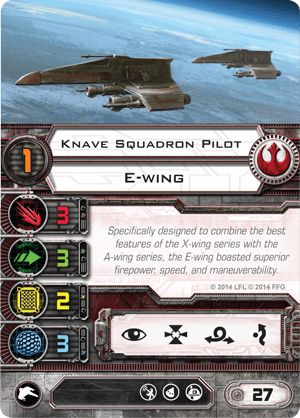 Knave Squadron Pilot
1
E-wing
3
Specifically designed to combine the best
features of the X-wing series with the
A-wing series, the E-wing boasted superior
firepower, speed, and maneuverability.
© 2014 LFL © 2014 FFG
3
2
3
27